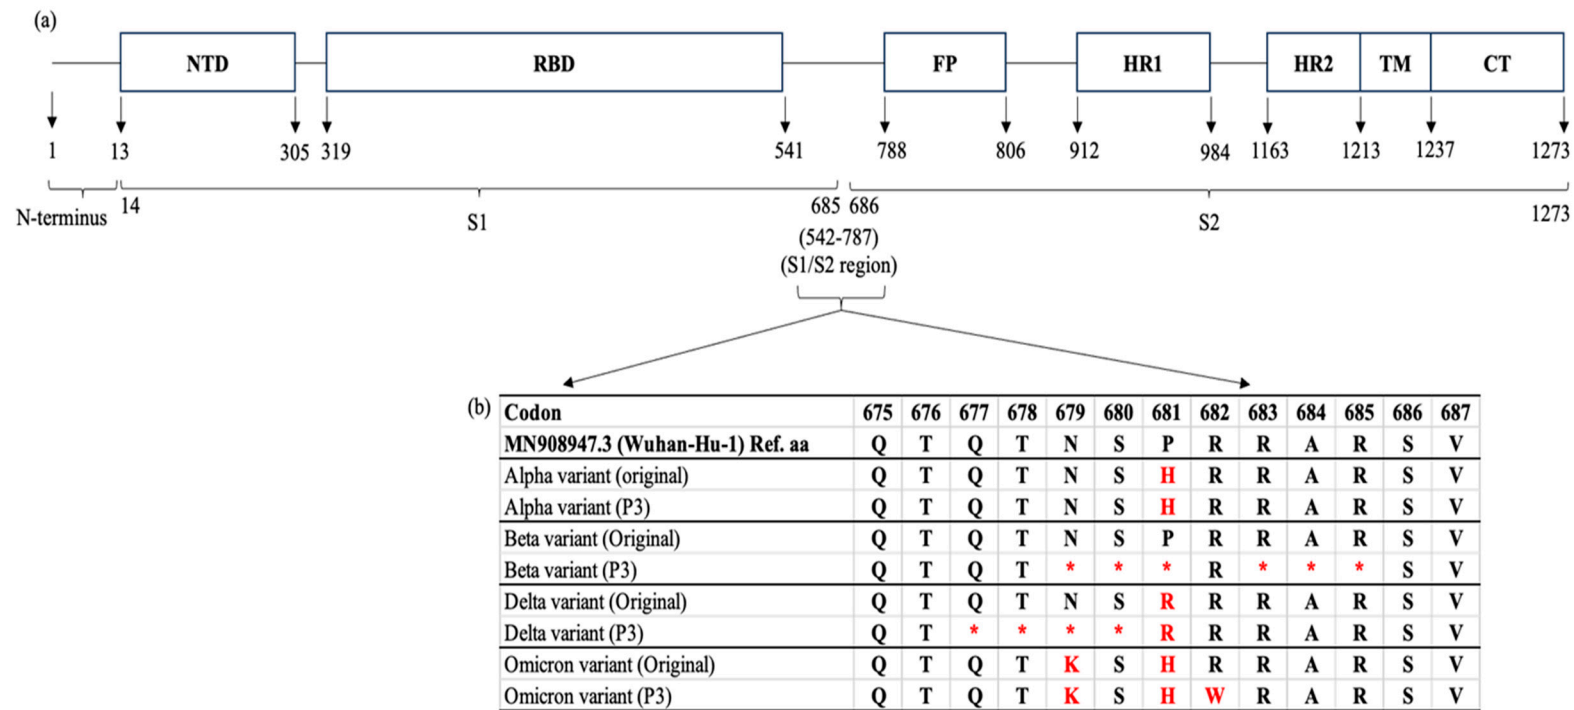 (a)
NTD RBD FP HR1 HR2 TM CT
1 13 305 319 541 788 806 912 984 1163 1213 1237 1273
N-terminus 14 S1 685 686 S2 1273
(542-787)
(S1/S2 region)
(b)
Codon 675 676 677 678 679 680 681 682 683 684 685 686 687
MN908947.3 (Wuhan-Hu-1) Ref. aa Q T Q T N S P R R A R S V
Alpha variant (original) Q T Q T N S H R R A R S V
Alpha variant (P3) Q T Q T N S H R R A R S V
Beta variant (Original) Q T Q T N S P R R A R S V
Beta variant (P3) Q T Q T * * * R * * * S V
Delta variant (Original) Q T Q T N S R R R A R S V
Delta variant (P3) Q T * * * * R R R A R S V
Omicron variant (Original) Q T Q T K S H R R A R S V
Omicron variant (P3) Q T Q T K S H W R A R S V